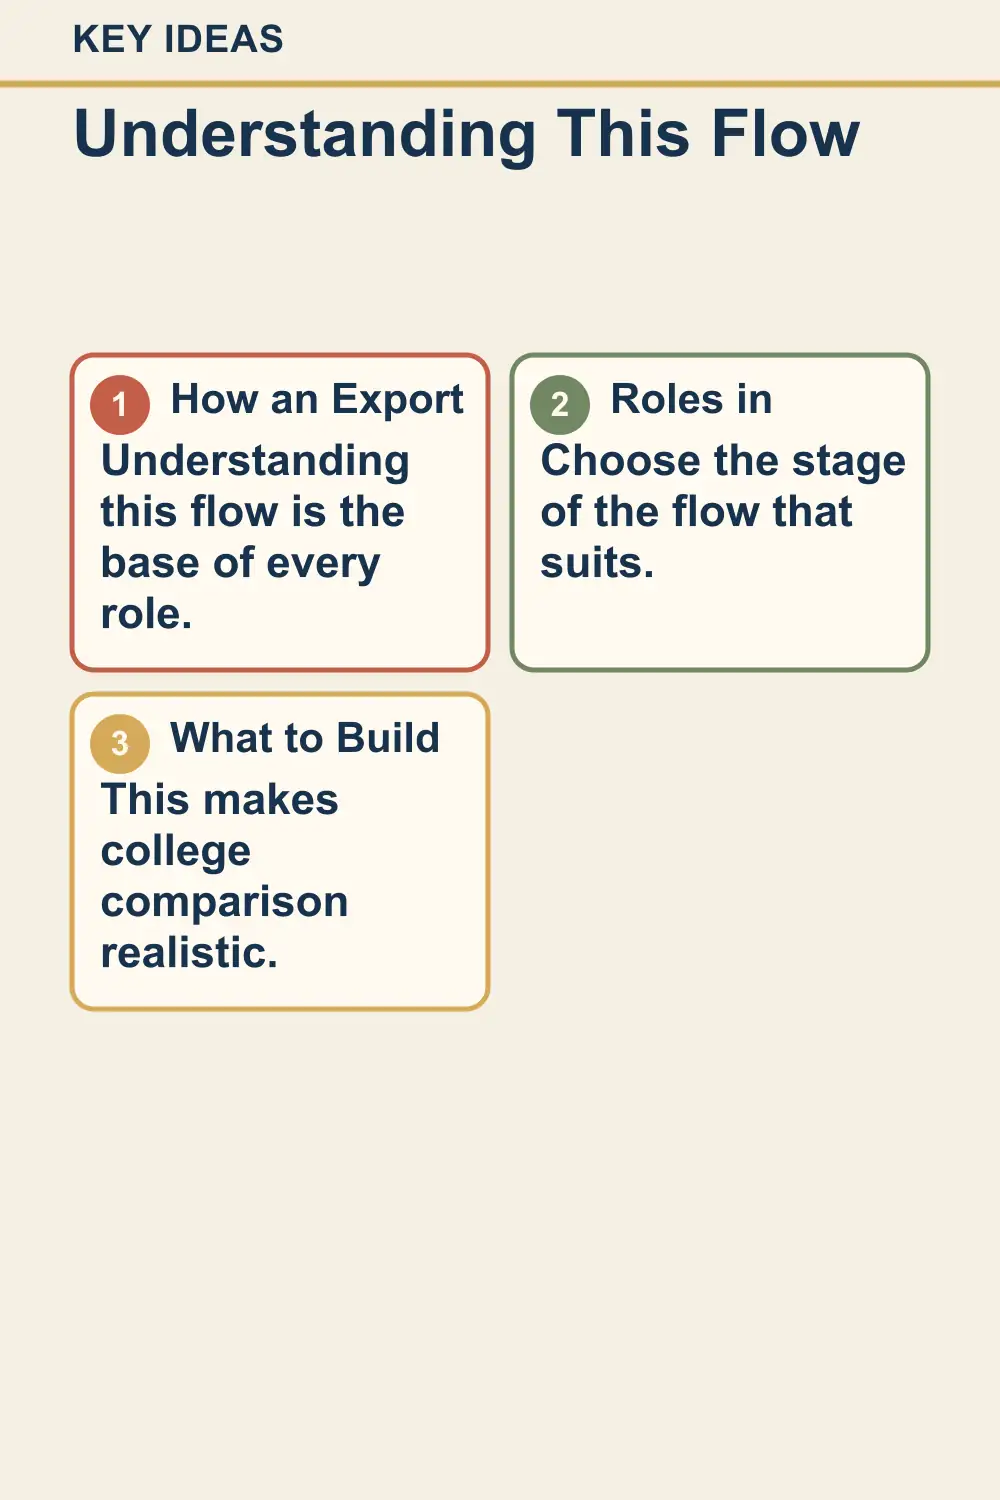 KEY IDEAS
Understanding This Flow
1 How an Export
Understanding
this flow is the
base of every
role.
2 Roles in
Choose the stage
of the flow that
suits.
3 What to Build
This makes
college
comparison
realistic.